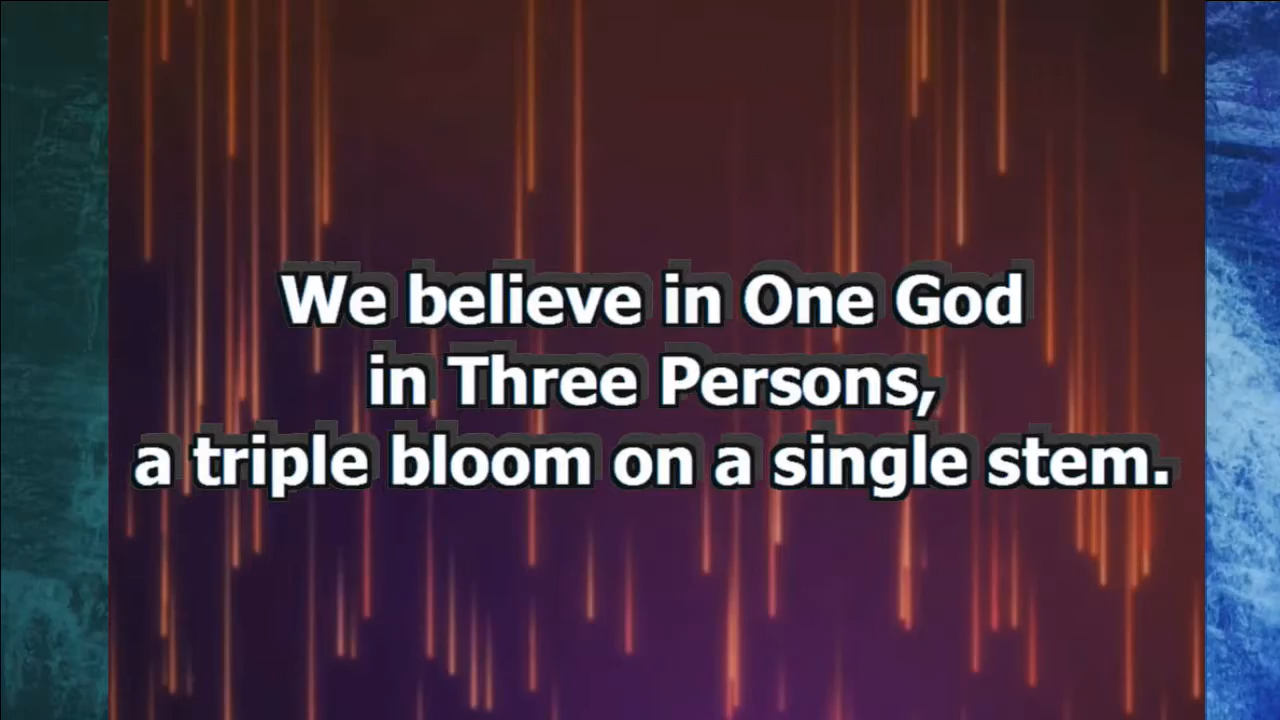 We believe in One God
in Three Persons,
a triple bloom on a single stem.